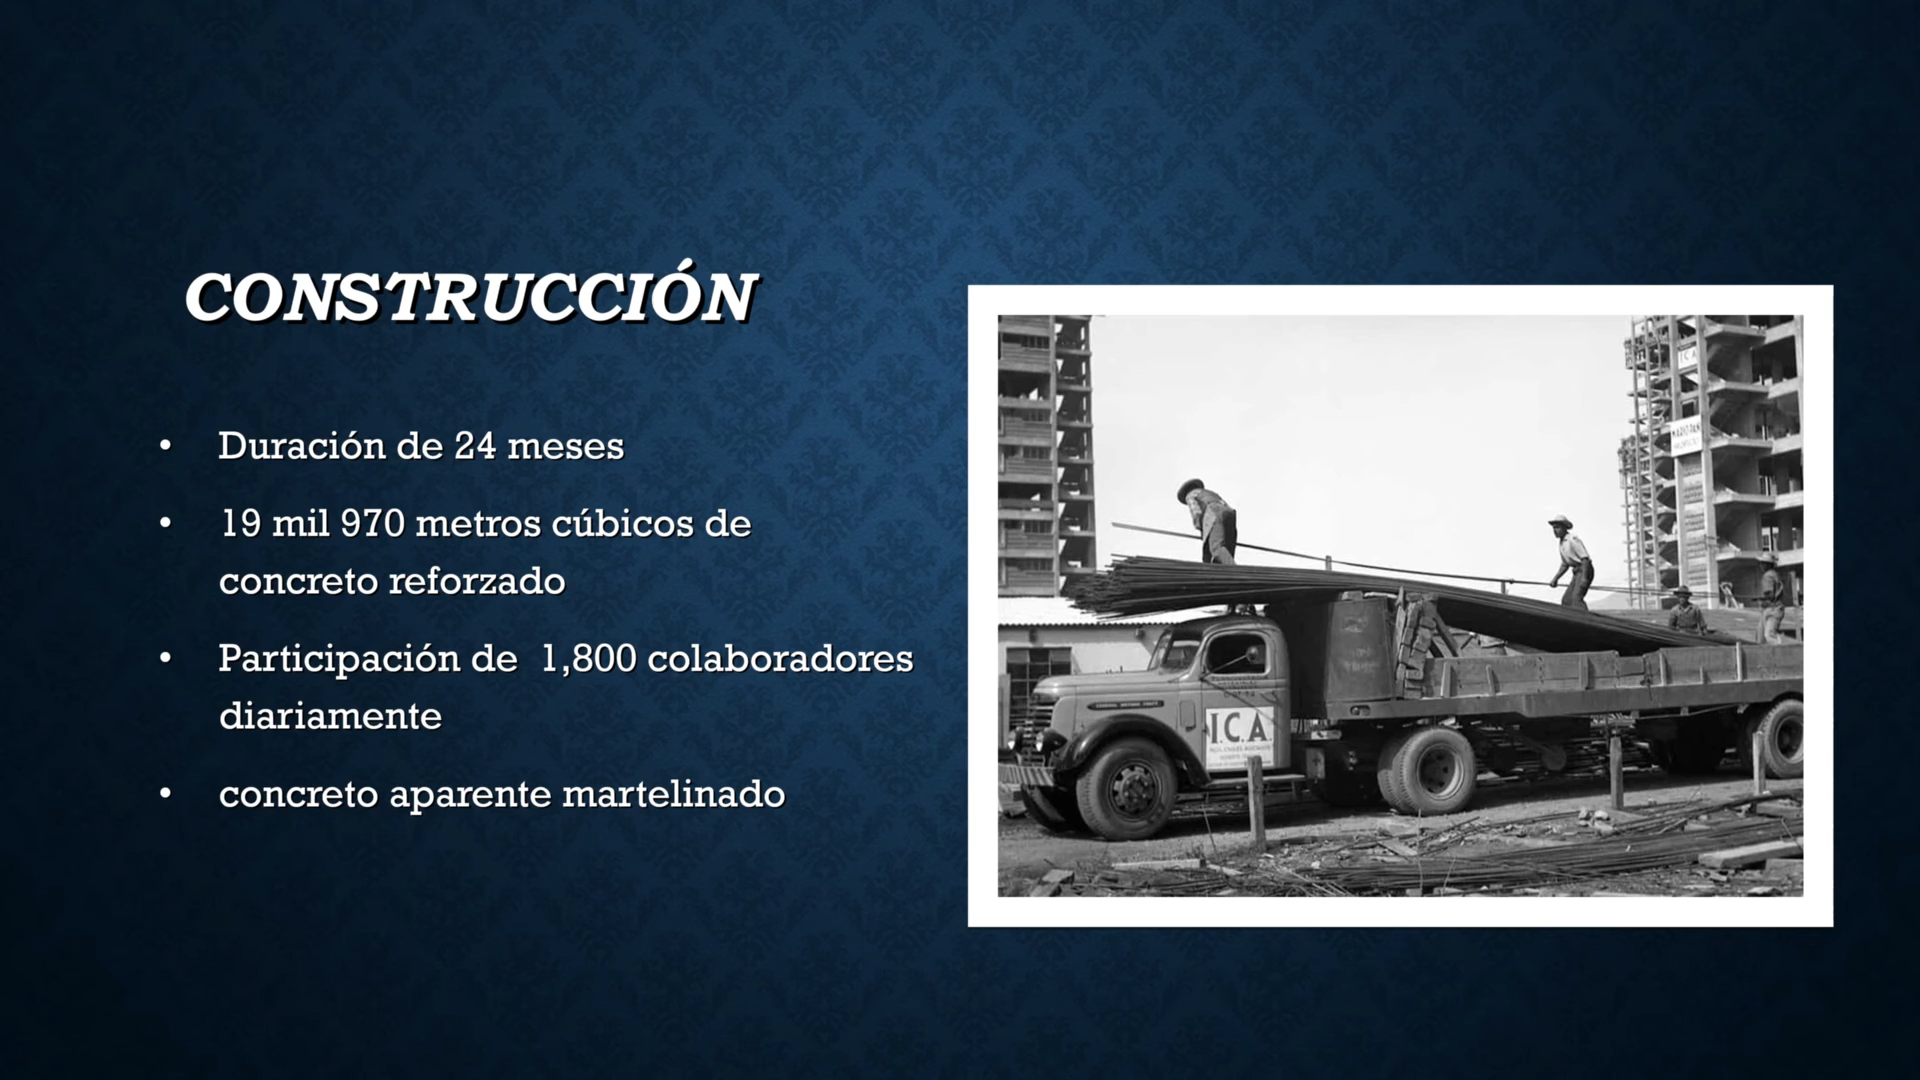 CONSTRUCCIÓN
• Duración de 24 meses
• 19 mil 970 metros cúbicos de
concreto reforzado
• Participación de 1,800 colaboradores
diariamente
• concreto aparente martelinado
I C A
I.C.A.